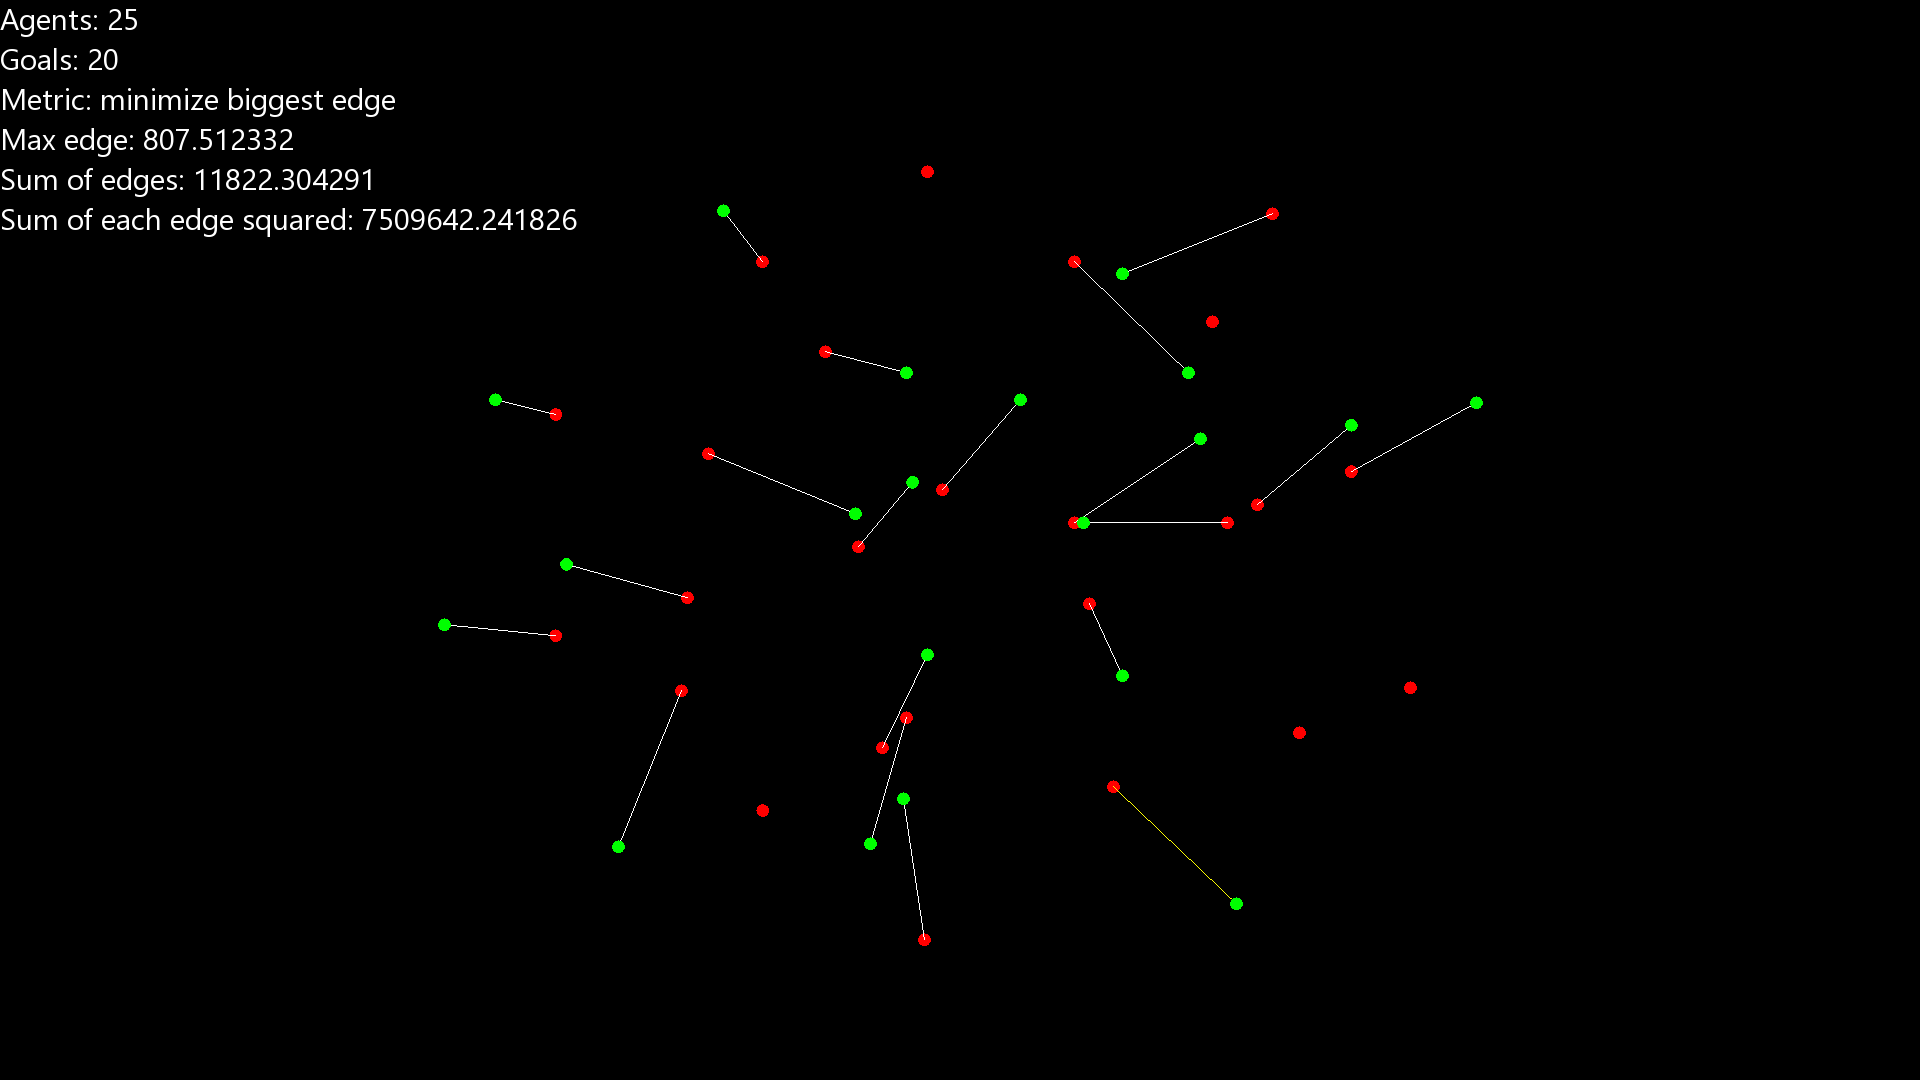 Agents: 25
Goals: 20
Metric: minimize biggest edge
Max edge: 807.512332
Sum of edges: 11822.304291
Sum of each edge squared: 7509642.241826